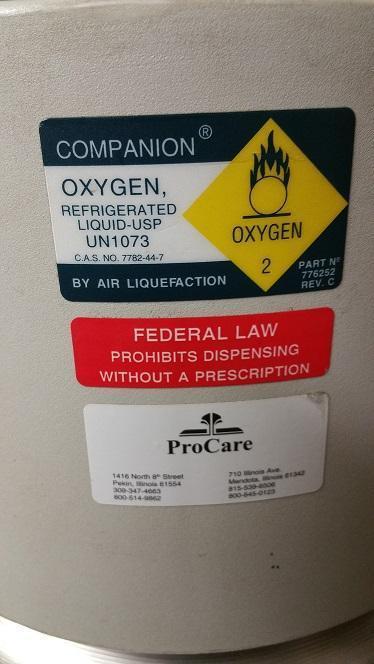 COMPANION®
OXYGEN,
REFRIGERATED
LIQUID-USP
UN1073
C.A.S. NO. 7782-44-7
BY AIR LIQUEFACTION
OXYGEN
2
PART Nº
776252
REV. C
FEDERAL LAW
PROHIBITS DISPENSING
WITHOUT A PRESCRIPTION
ProCare
1416 North 8th Street
Pekin, Illinois 61554
309-347-4663
800-514-9862
710 Illinois Ave.
Mendota, Illinois 61342
815-539-6506
800-845-0123